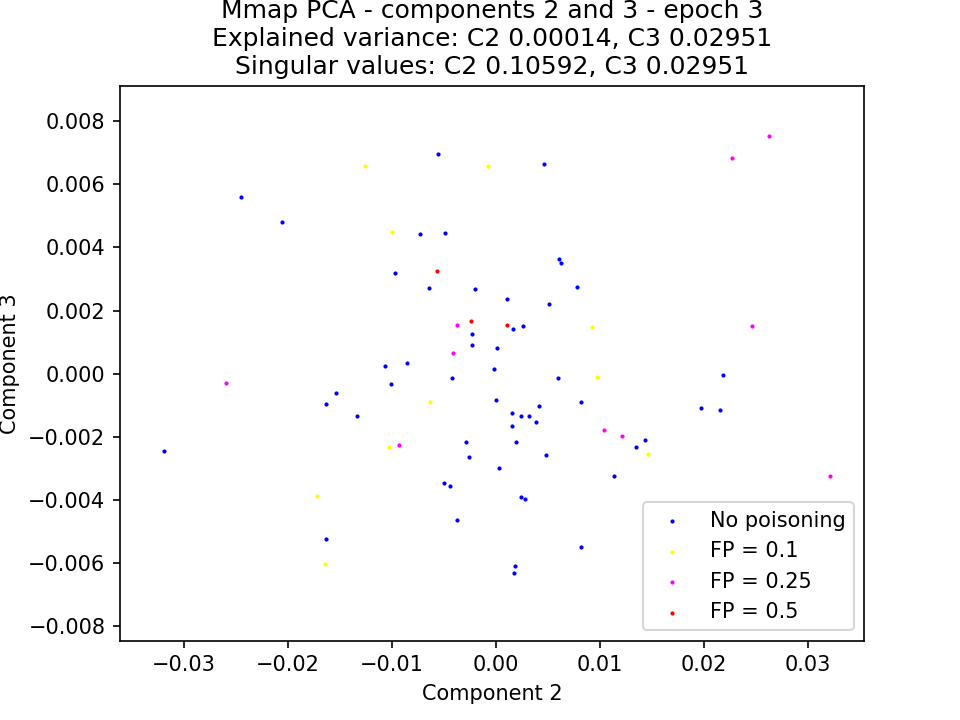 Mmap PCA - components 2 and 3 - epoch 3
Explained variance: C2 0.00014, C3 0.02951
Singular values: C2 0.10592, C3 0.02951
Component 3
0.008
0.006
0.004
0.002
0.000
−0.002
−0.004
−0.006
−0.008
No poisoning
FP = 0.1
FP = 0.25
FP = 0.5
−0.03 −0.02 −0.01 0.00 0.01 0.02 0.03
Component 2